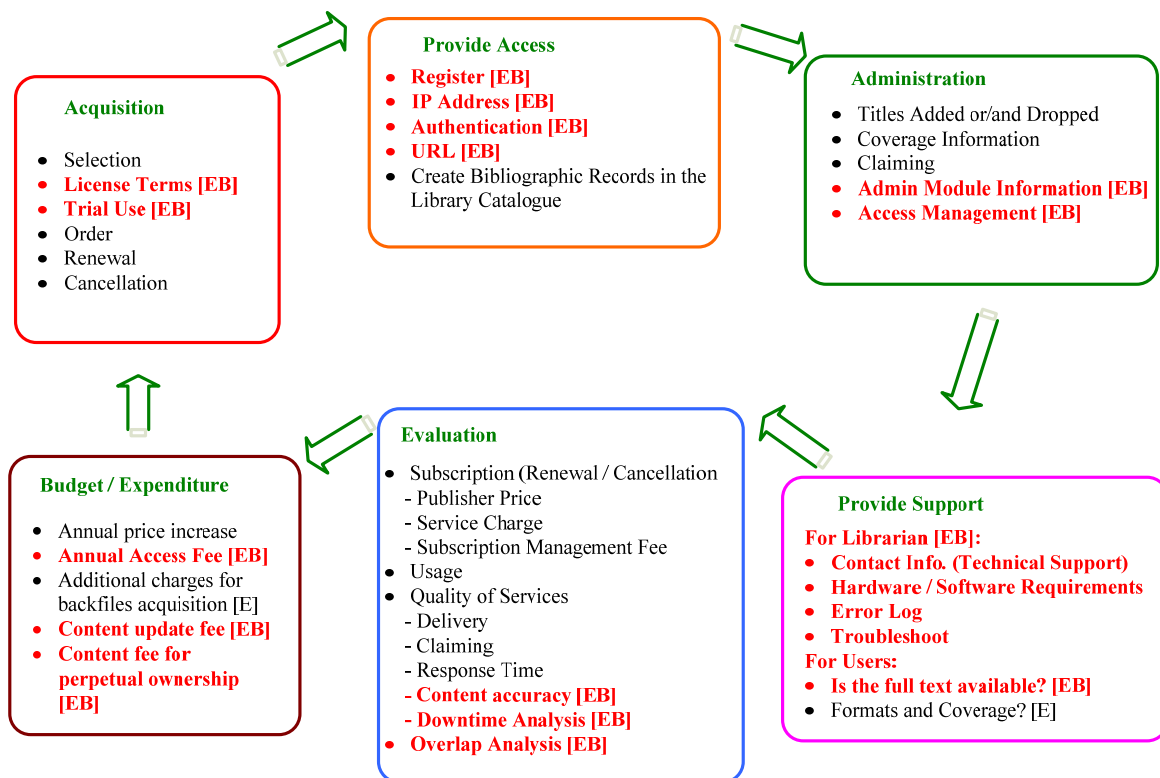 Provide Access
● Register [EB]
● IP Address [EB]
● Authentication [EB]
● URL [EB]
● Create Bibliographic Records in the
Library Catalogue
Administration
● Titles Added or/and Dropped
● Coverage Information
● Claiming
● Admin Module Information [EB]
● Access Management [EB]
Acquisition
● Selection
● License Terms [EB]
● Trial Use [EB]
● Order
● Renewal
● Cancellation
Evaluation
● Subscription (Renewal / Cancellation
- Publisher Price
- Service Charge
- Subscription Management Fee
● Usage
● Quality of Services
- Delivery
- Claiming
- Response Time
- Content accuracy [EB]
- Downtime Analysis [EB]
● Overlap Analysis [EB]
Budget / Expenditure
● Annual price increase
● Annual Access Fee [EB]
● Additional charges for
backfiles acquisition [E]
● Content update fee [EB]
● Content fee for
perpetual ownership
[EB]
Provide Support
For Librarian [EB]:
● Contact Info. (Technical Support)
● Hardware / Software Requirements
● Error Log
● Troubleshoot
For Users:
● Is the full text available? [EB]
● Formats and Coverage? [E]